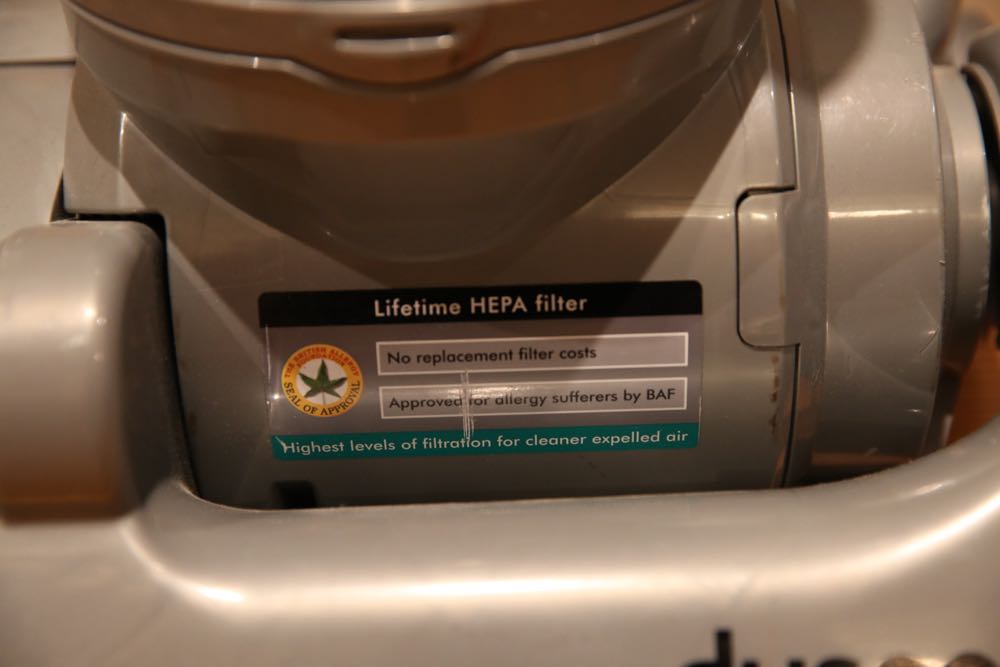 Lifetime HEPA filter
No replacement filter costs
THE BRITISH ALLERGY
FOUNDATION
SEAL OF APPROVAL
Approved for allergy sufferers by BAF
Highest levels of filtration for cleaner expelled air